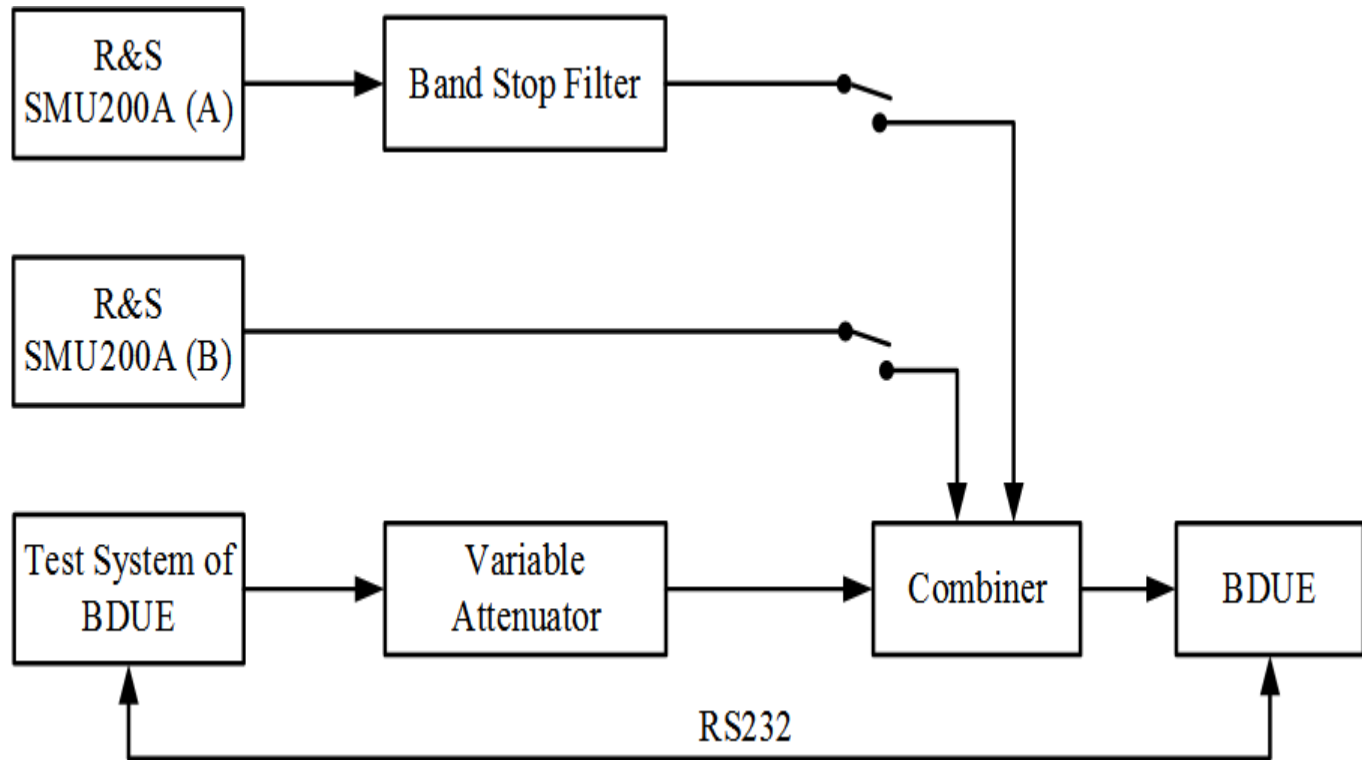 R&S
SMU200A (A)
Band Stop Filter
R&S
SMU200A (B)
Test System of
BDUE
Variable
Attenuator
Combiner
BDUE
RS232